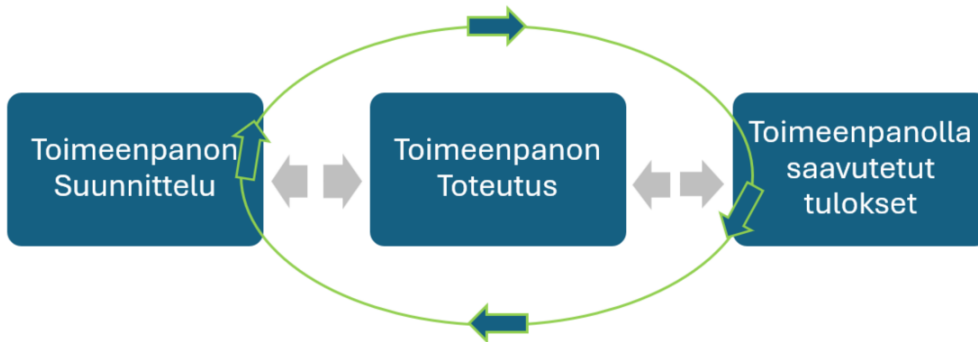 Toimeenpanon
Suunnittelu
Toimeenpanon
Toteutus
Toimeenpanolla
saavutetut
tulokset